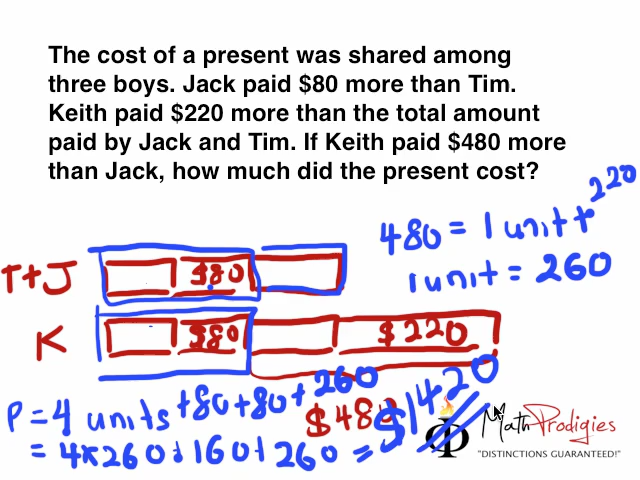 The cost of a present was shared among
three boys. Jack paid $80 more than Tim.
Keith paid $220 more than the total amount
paid by Jack and Tim. If Keith paid $480 more
than Jack, how much did the present cost?
480 = 1 unit + 220
1 unit = 260
T+J $80
K $80 $220
$480
P = 4 units +80+80+260
= 4x260+160+260 = $1420
Math Prodigies
"DISTINCTIONS GUARANTEED!"